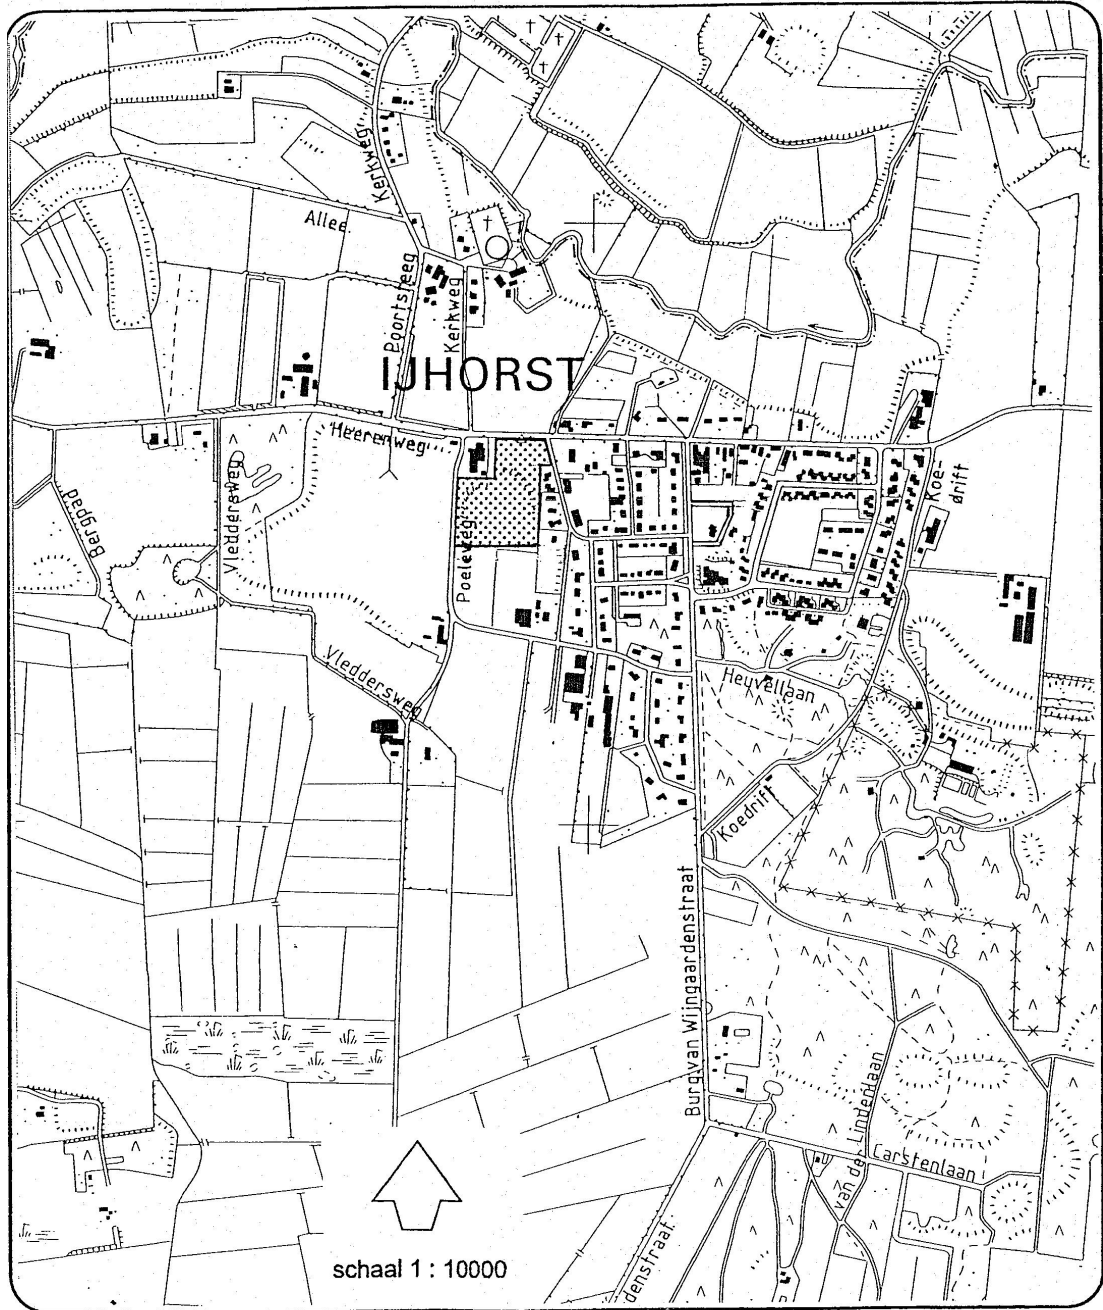 Kerkweg
Allee
Poortsteeg
Kerkweg
IJHORST
Heerenweg
Koe-
drift
Bergpad
Vleddersweg
Poeleweg
Vleddersweg
Heuvellaan
Koedrift
Burg van Wijngaardenstraat
van der Lindenlaan
Carstenlaan
denstraat
schaal 1 : 10000